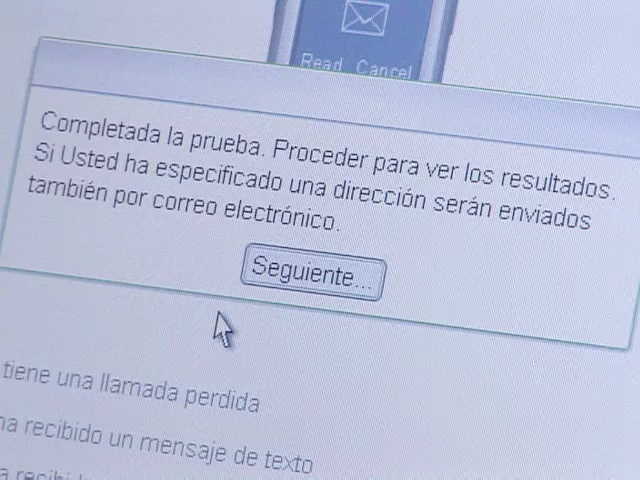 Read Cancel
Completada la prueba. Proceder para ver los resultados.
Si Usted ha especificado una dirección serán enviados
también por correo electrónico.
Seguiente...
tiene una llamada perdida
ha recibido un mensaje de texto